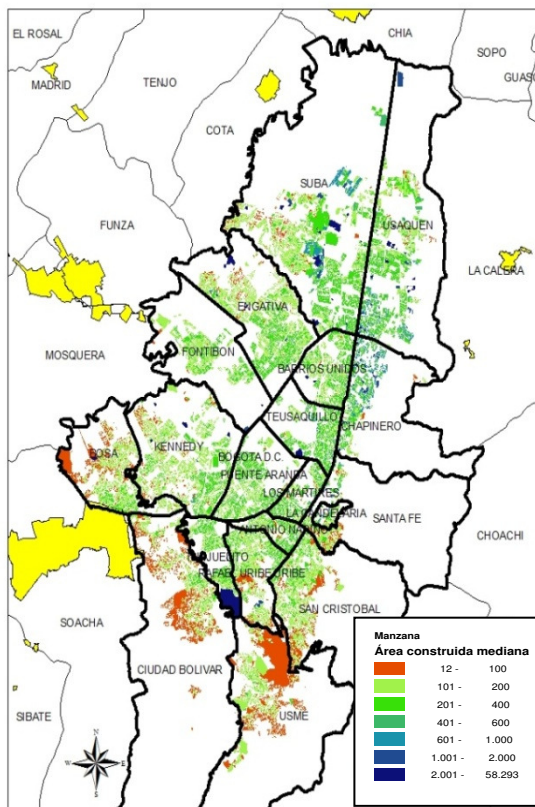 EL ROSAL
CHIA
SOPO
MADRID
TENJO
GUASC
COTA
SUBA
FUNZA
USAQUEN
LA CALERA
ENGATIVA
MOSQUERA
FONTIBON
BARRIOS UNIDOS
TEUSAQUILLO
CHAPINERO
BOSA
KENNEDY
BOGOTA D.C.
PUENTE ARANDA
LOS MARTIRES
LA CANDELARIA
SANTA FE
CHOACHI
ANTONIO NARIÑO
RAFAEL URIBE URIBE
SAN CRISTOBAL
SOACHA
CIUDAD BOLIVAR
SIBATE
USME
N
W
E
S
Manzana
Área construida mediana
12 - 100
101 - 200
201 - 400
401 - 600
601 - 1.000
1.001 - 2.000
2.001 - 58.293